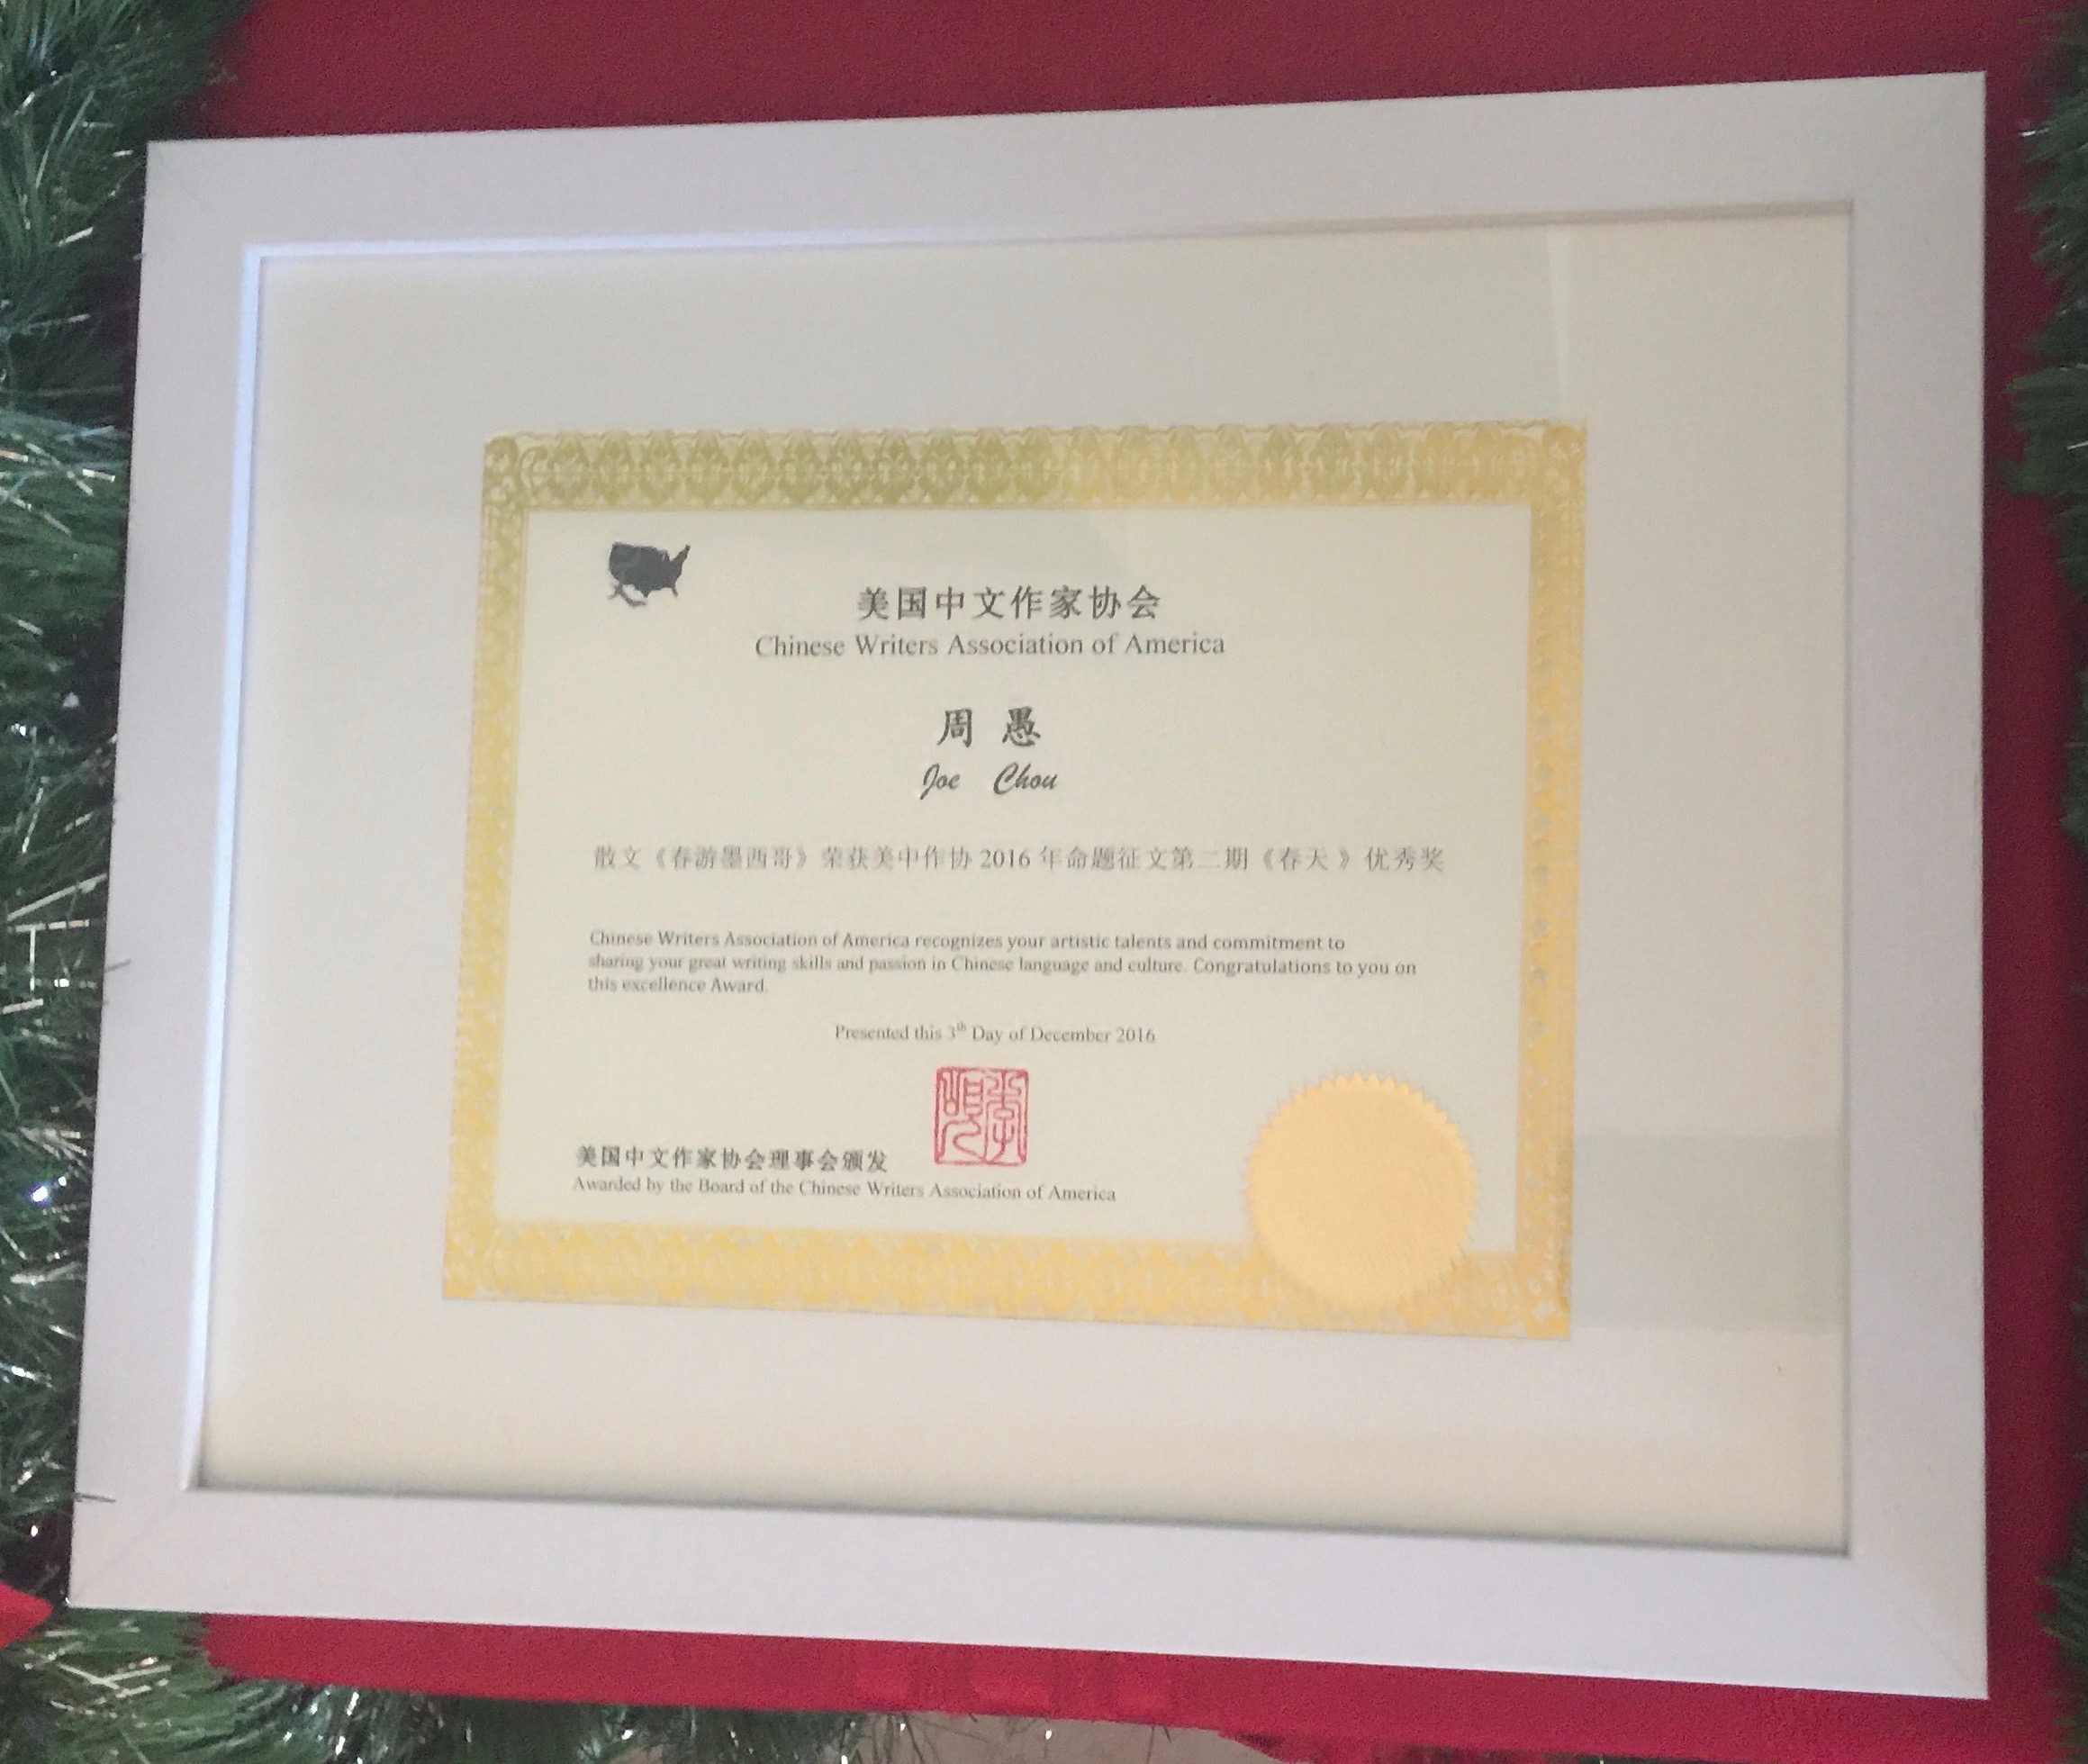 美国中文作家协会
Chinese Writers Association of America
周 愚
Joe Chou
散文《春游墨西哥》荣获美中作协 2016 年命题征文第二期《春天 》优秀奖
Chinese Writers Association of America recognizes your artistic talents and commitment to
sharing your great writing skills and passion in Chinese language and culture. Congratulations to you on
this excellence Award.
Presented this 3th Day of December 2016
美国中文作家协会理事会颁发
Awarded by the Board of the Chinese Writers Association of America